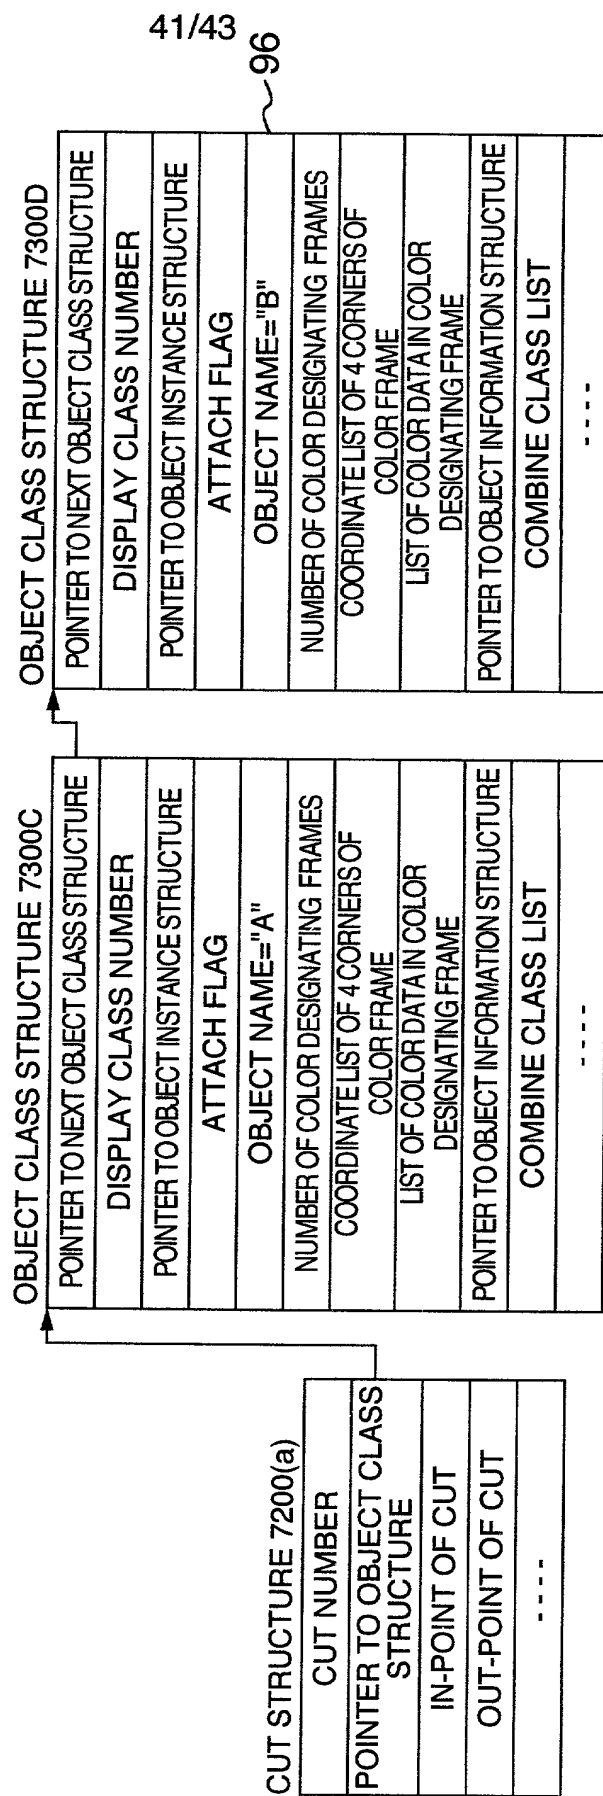 41/43
CUT STRUCTURE 7200(a)
CUT NUMBER
POINTER TO OBJECT CLASS
STRUCTURE
IN-POINT OF CUT
OUT-POINT OF CUT
----
OBJECT CLASS STRUCTURE 7300C
POINTER TO NEXT OBJECT CLASS STRUCTURE
DISPLAY CLASS NUMBER
POINTER TO OBJECT INSTANCE STRUCTURE
ATTACH FLAG
OBJECT NAME="A"
NUMBER OF COLOR DESIGNATING FRAMES
COORDINATE LIST OF 4 CORNERS OF
COLOR FRAME
LIST OF COLOR DATA IN COLOR
DESIGNATING FRAME
POINTER TO OBJECT INFORMATION STRUCTURE
COMBINE CLASS LIST
----
OBJECT CLASS STRUCTURE 7300D
POINTER TO NEXT OBJECT CLASS STRUCTURE
DISPLAY CLASS NUMBER
POINTER TO OBJECT INSTANCE STRUCTURE
ATTACH FLAG
OBJECT NAME="B"
96
NUMBER OF COLOR DESIGNATING FRAMES
COORDINATE LIST OF 4 CORNERS OF
COLOR FRAME
LIST OF COLOR DATA IN COLOR
DESIGNATING FRAME
POINTER TO OBJECT INFORMATION STRUCTURE
COMBINE CLASS LIST
----